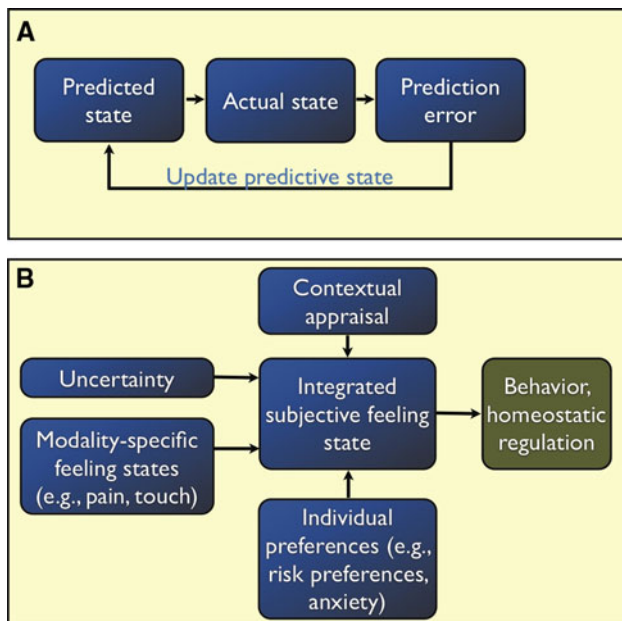 A
Predicted
state
Actual state
Prediction
error
Update predictive state
B
Contextual
appraisal
Uncertainty
Integrated
subjective feeling
state
Behavior,
homeostatic
regulation
Modality-specific
feeling states
(e.g., pain, touch)
Individual
preferences (e.g.,
risk preferences,
anxiety)